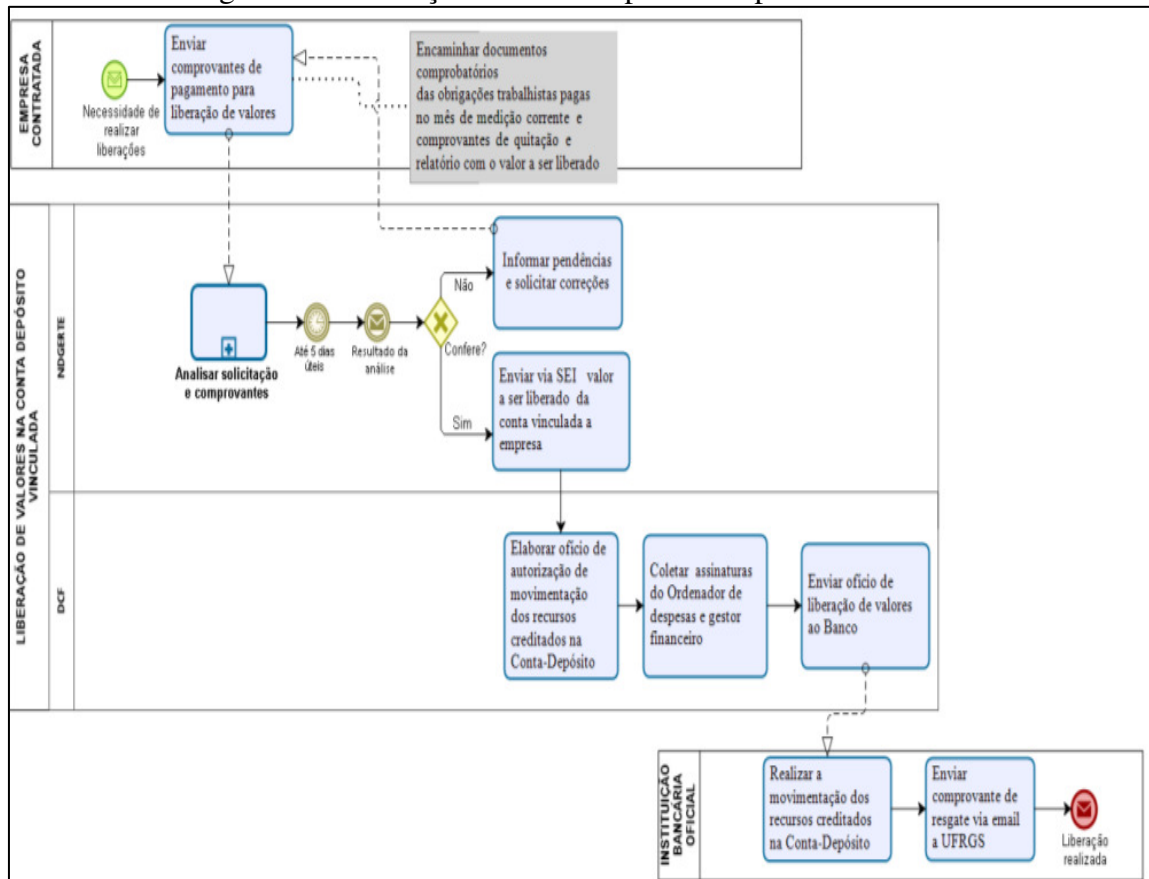 EMPRESA
CONTRATADA
Necessidade de
realizar
liberações
Enviar
comprovantes de
pagamento para
liberação de valores
Encaminhar documentos
comprobatórios
das obrigações trabalhistas pagas
no mês de medição corrente e
comprovantes de quitação e
relatório com o valor a ser liberado
LIBERAÇÃO DE VALORES NA CONTA DEPÓSITO
VINCULADA
NDGERTE
Analisar solicitação
e comprovantes
Até 5 dias
úteis
Resultado da
análise
Confere?
Não
Informar pendências
e solicitar correções
Sim
Enviar via SEI valor
a ser liberado da
conta vinculada a
empresa
DCF
Elaborar ofício de
autorização de
movimentação
dos recursos
creditados na
Conta-Depósito
Coletar assinaturas
do Ordenador de
despesas e gestor
financeiro
Enviar ofício de
liberação de valores
ao Banco
INSTITUIÇÃO
BANCÁRIA
OFICIAL
Realizar a
movimentação dos
recursos creditados
na Conta-Depósito
Enviar
comprovante de
resgate via email
a UFRGS
Liberação
realizada